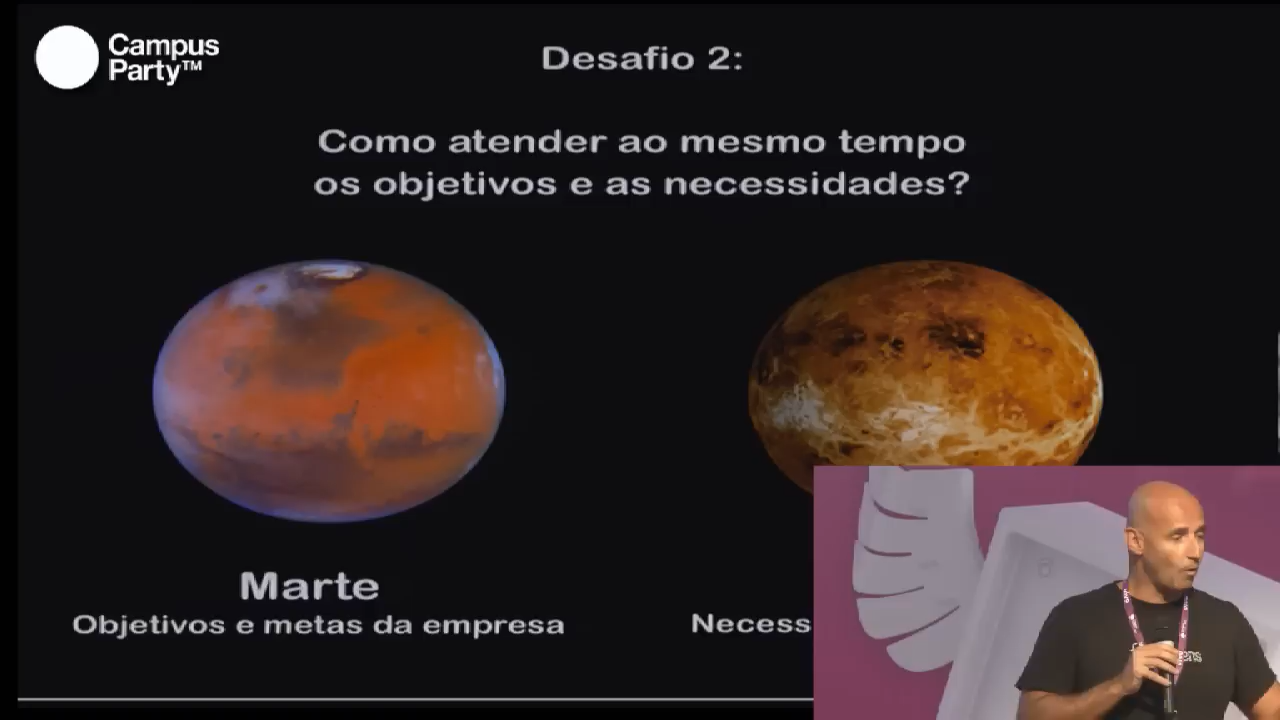 Campus
Party™
Desafio 2:
Como atender ao mesmo tempo
os objetivos e as necessidades?
Marte
Objetivos e metas da empresa
Necess